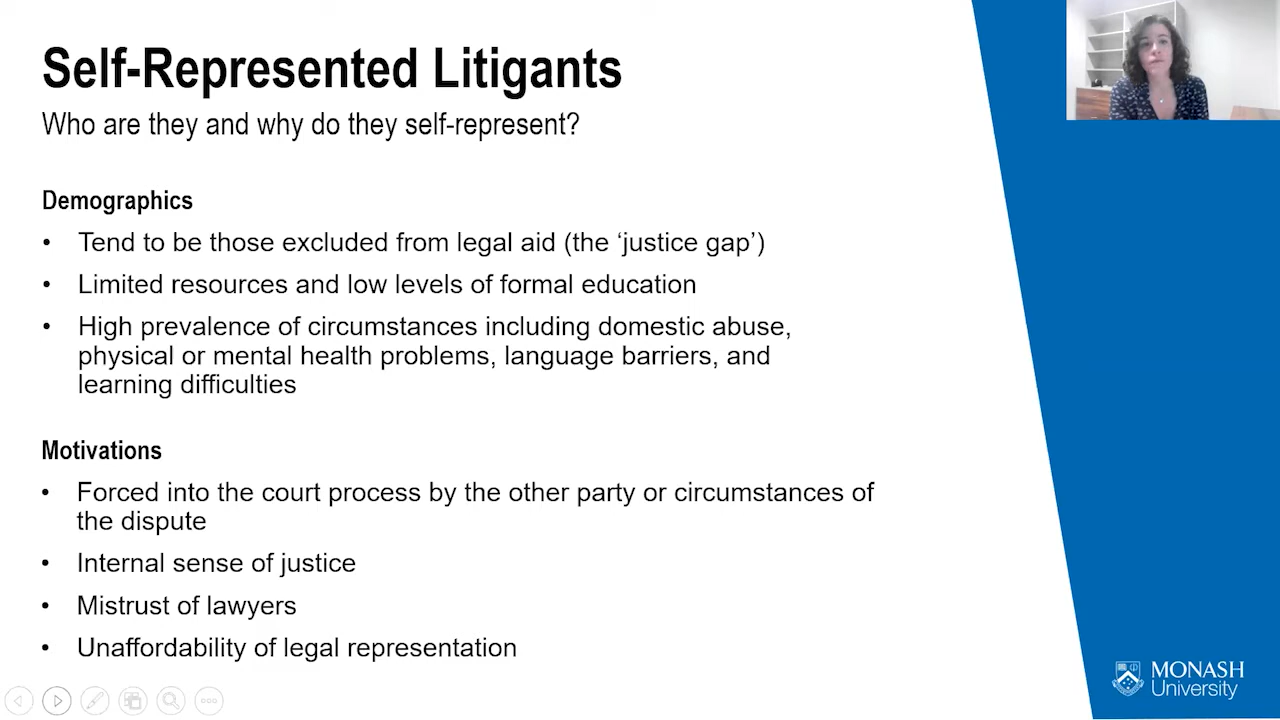 Self-Represented Litigants
Who are they and why do they self-represent?
Demographics
• Tend to be those excluded from legal aid (the ‘justice gap’)
• Limited resources and low levels of formal education
• High prevalence of circumstances including domestic abuse,
physical or mental health problems, language barriers, and
learning difficulties
Motivations
• Forced into the court process by the other party or circumstances of
the dispute
• Internal sense of justice
• Mistrust of lawyers
• Unaffordability of legal representation
MONASH
University